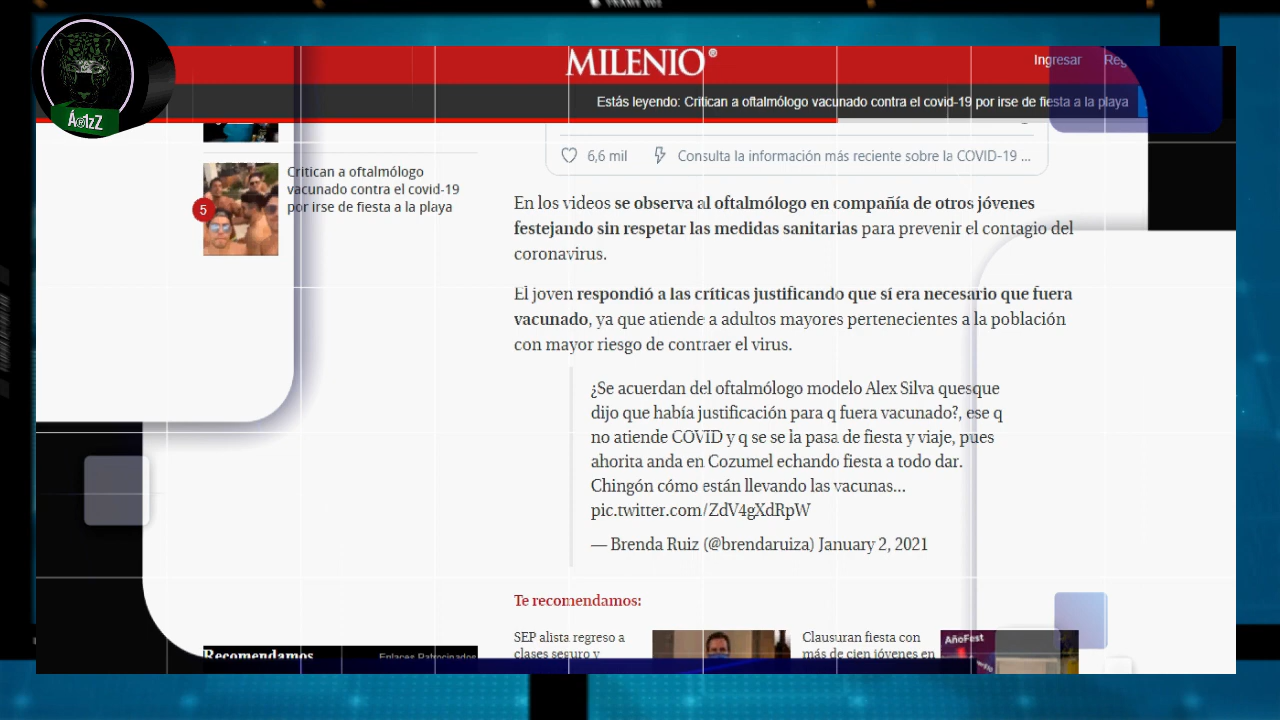 Á®1zZ
MILENIO®
Ingresar
Estás leyendo: Critican a oftalmólogo vacunado contra el covid-19 por irse de fiesta a la playa
6,6 mil
Consulta la información más reciente sobre la COVID-19 ...
5
Critican a oftalmólogo
vacunado contra el covid-19
por irse de fiesta a la playa
En los videos se observa al oftalmólogo en compañía de otros jóvenes
festejando sin respetar las medidas sanitarias para prevenir el contagio del
coronavirus.
El joven respondió a las críticas justificando que sí era necesario que fuera
vacunado, ya que atiende a adultos mayores pertenecientes a la población
con mayor riesgo de contraer el virus.
¿Se acuerdan del oftalmólogo modelo Alex Silva quesque
dijo que había justificación para q fuera vacunado?, ese q
no atiende COVID y q se se la pasa de fiesta y viaje, pues
ahorita anda en Cozumel echando fiesta a todo dar.
Chingón cómo están llevando las vacunas...
pic.twitter.com/ZdV4gXdRpW
— Brenda Ruiz (@brendaruiza) January 2, 2021
Te recomendamos:
SEP alista regreso a
clases seguro y
Clausuran fiesta con
más de cien jóvenes en
AñoFest
Recomendamos
Enlaces Patrocinados